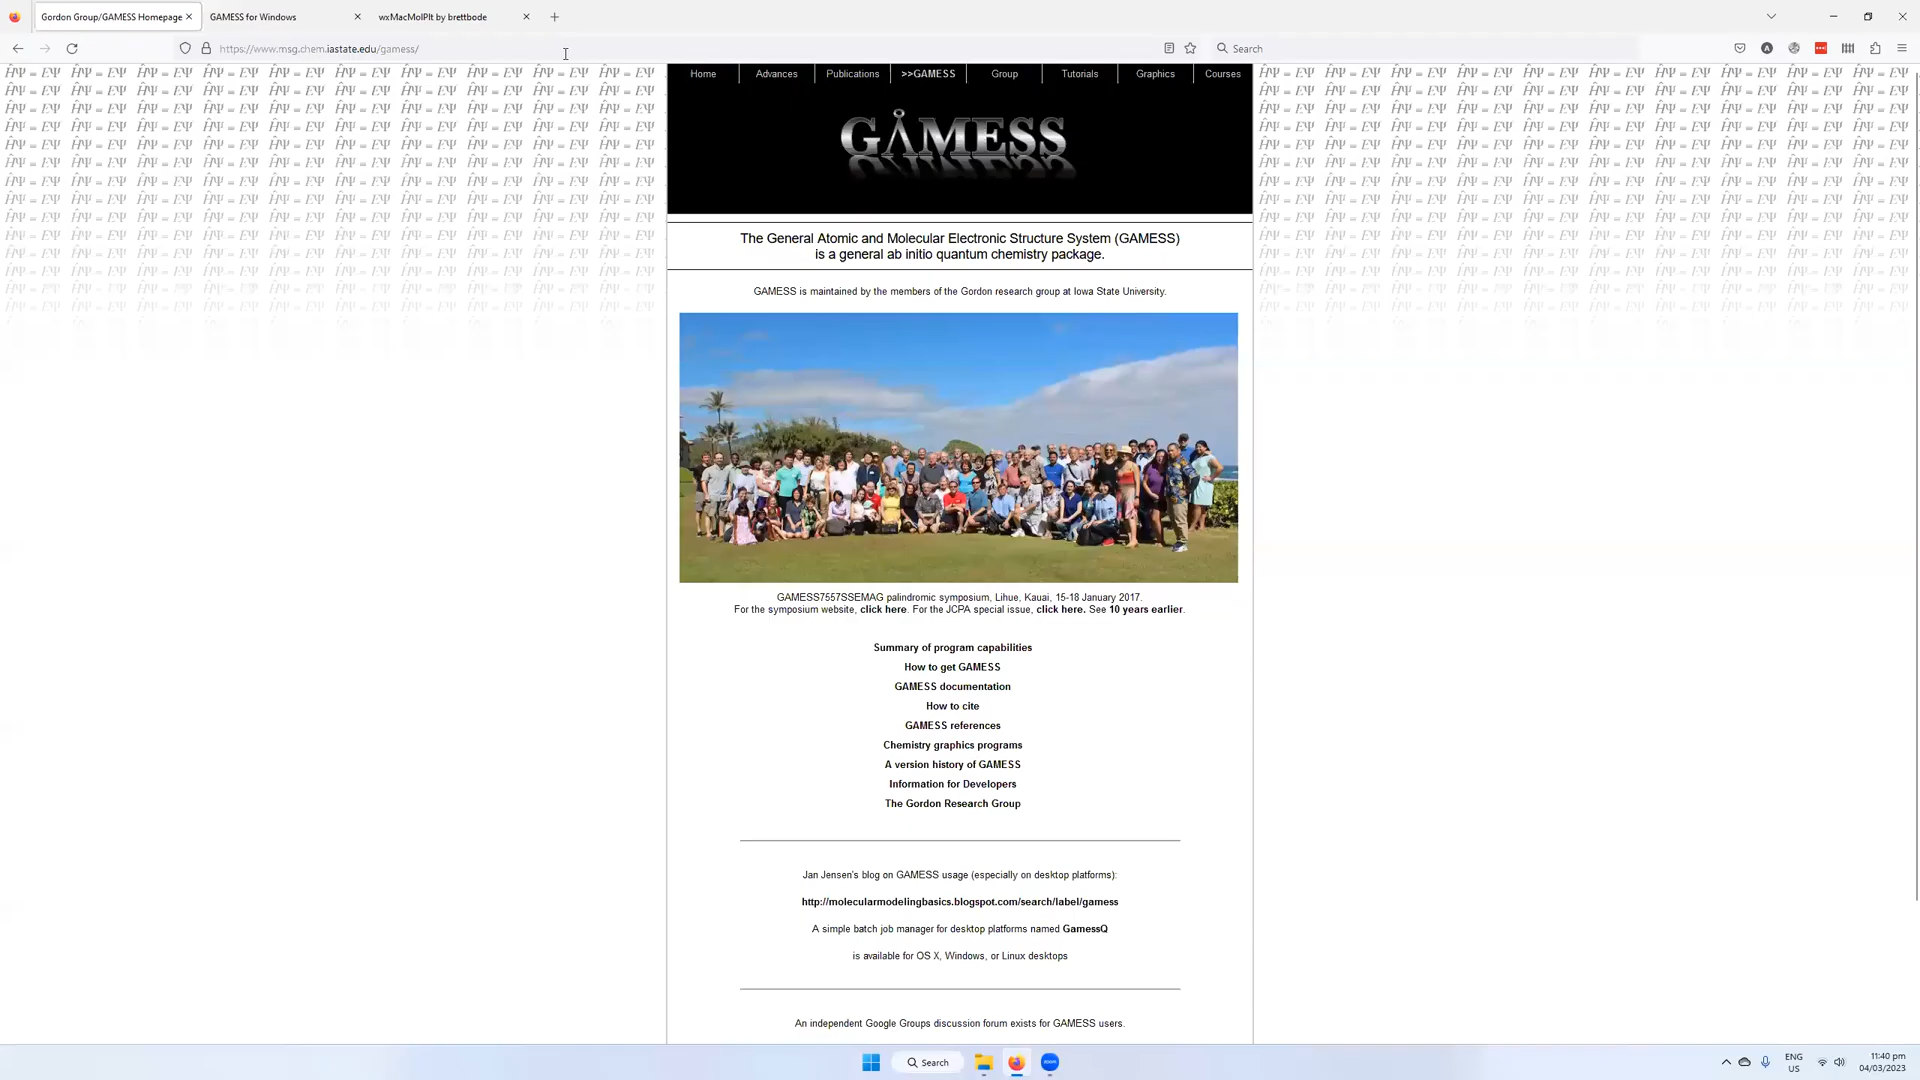 Gordon Group/GAMESS Homepage
GAMESS for Windows
wxMacMolPlt by brettbode
https://www.msg.chem.iastate.edu/gamess/
Search
Home
Advances
Publications
>>GAMESS
Group
Tutorials
Graphics
Courses
GÅMESS
The General Atomic and Molecular Electronic Structure System (GAMESS)
is a general ab initio quantum chemistry package.
GAMESS is maintained by the members of the Gordon research group at Iowa State University.
GAMESS7557SSEMAG palindromic symposium, Lihue, Kauai, 15-18 January 2017.
For the symposium website, click here. For the JCPA special issue, click here. See 10 years earlier.
Summary of program capabilities
How to get GAMESS
GAMESS documentation
How to cite
GAMESS references
Chemistry graphics programs
A version history of GAMESS
Information for Developers
The Gordon Research Group
Jan Jensen's blog on GAMESS usage (especially on desktop platforms):
http://molecularmodelingbasics.blogspot.com/search/label/gamess
A simple batch job manager for desktop platforms named GamessQ
is available for OS X, Windows, or Linux desktops
An independent Google Groups discussion forum exists for GAMESS users.
Search
zoom
ENG
US
11:40 pm
04/03/2023